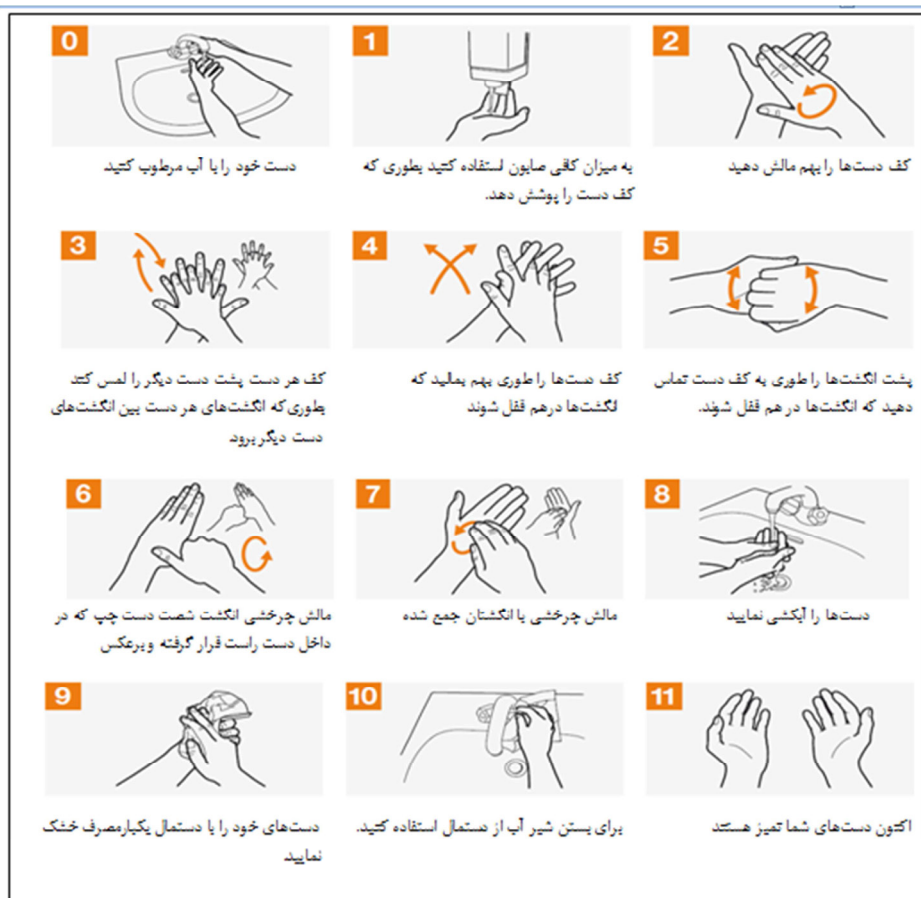 0
دست خود را با آب مرطوب کنید
1
به میزان کافی صابون استفاده کنید بطوری که
کف دست را پوشش دهد.
2
کف دست‌ها را بهم مالش دهید
3
کف هر دست پشت دست دیگر را لمس کند
بطوری‌که انگشت‌های هر دست بین انگشت‌های
دست دیگر برود
4
کف دست‌ها را طوری بهم بمالید که
انگشت‌ها درهم قفل شوند
5
پشت انگشت‌ها را طوری به کف دست تماس
دهید که انگشت‌ها در هم قفل شوند.
6
مالش چرخشی انگشت شصت دست چپ که در
داخل دست راست قرار گرفته و برعکس
7
مالش چرخشی با انگشتان جمع شده
8
دست‌ها را آبکشی نمایید
9
دست‌های خود را با دستمال یکبارمصرف خشک
نمایید.
10
برای بستن شیر آب از دستمال استفاده کنید.
11
اکنون دست‌های شما تمیز هستند